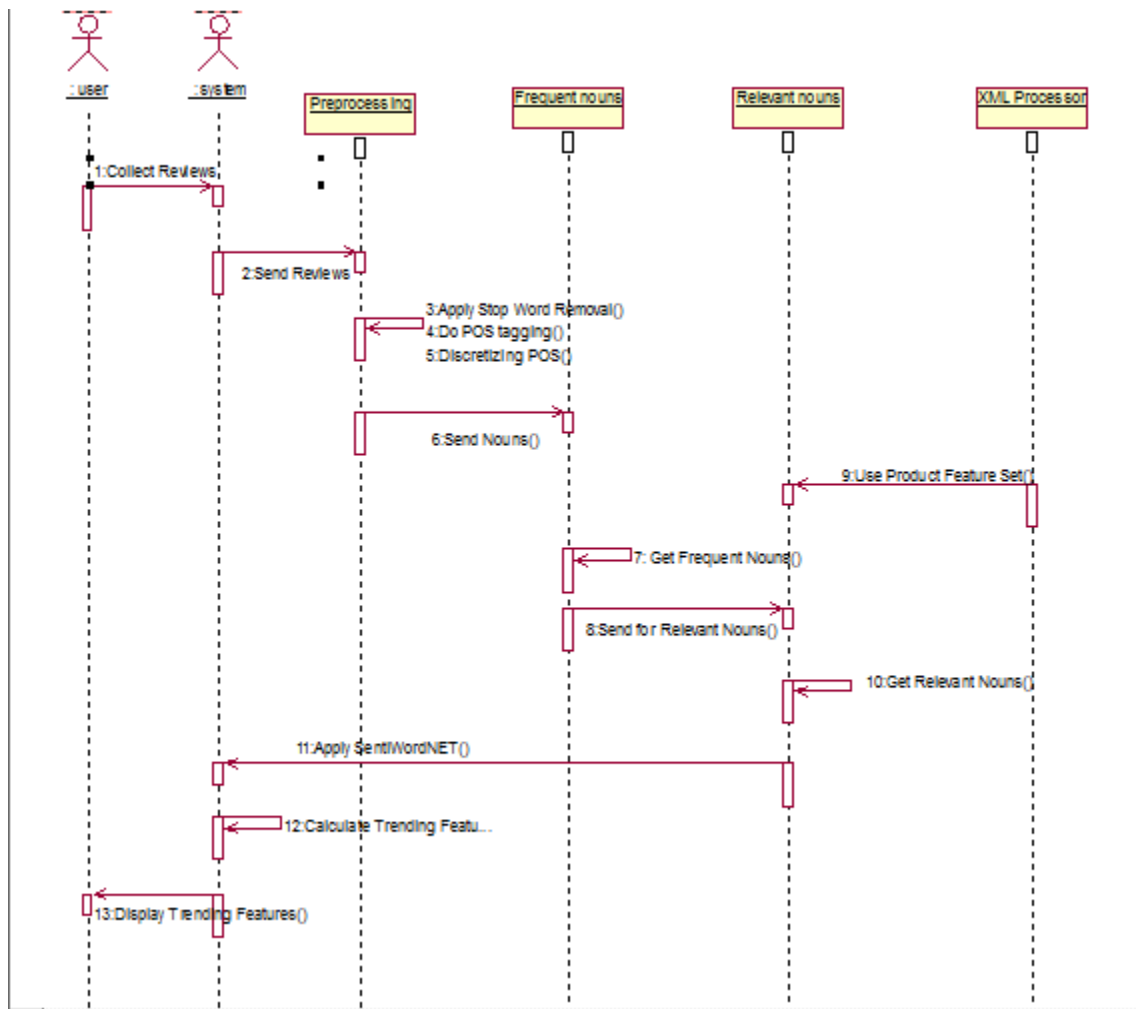 : user
: system
Preprocessing
Frequent nouns
Relevant nouns
XML Processor
1:Collect Reviews
2:Send Reviews
3:Apply Stop Word Removal()
4:Do POS tagging()
5:Discretizing POS()
6:Send Nouns()
9:Use Product Feature Set()
7: Get Frequent Nouns()
8:Send for Relevant Nouns()
10:Get Relevant Nouns()
11:Apply SentiWordNET()
12:Calculate Trending Featu...
13:Display Trending Features()